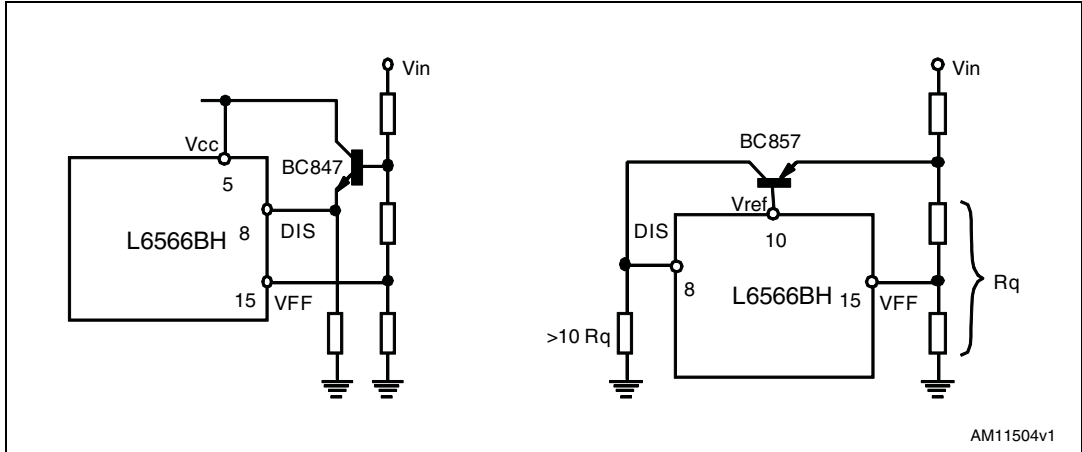 Vin
Vcc
BC847
5
8 DIS
L6566BH
15 VFF
Vin
BC857
Vref
DIS 10
8
L6566BH 15 VFF
Rq
>10 Rq
AM11504v1